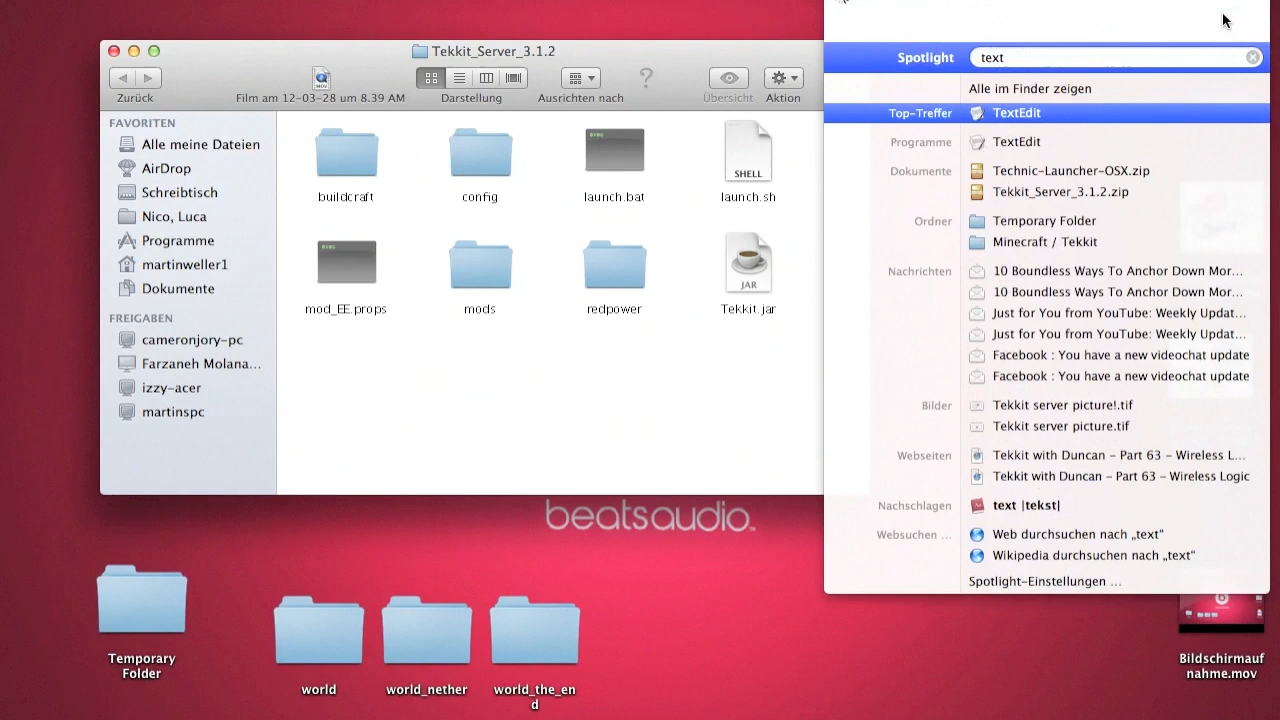 Tekkit_Server_3.1.2
Zurück
Film am 12-03-28 um 8.39 AM
Darstellung
Ausrichten nach
Übersicht
Aktion
FAVORITEN
Alle meine Dateien
AirDrop
Schreibtisch
Nico, Luca
Programme
martinweller1
Dokumente
FREIGABEN
cameronjory-pc
Farzaneh Molana...
izzy-acer
martinspc
buildcraft
config
launch.bat
SHELL
launch.sh
mod_EE.props
mods
redpower
JAR
Tekkit.jar
Spotlight text
Alle im Finder zeigen
Top-Treffer TextEdit
Programme TextEdit
Dokumente Technic-Launcher-OSX.zip
Tekkit_Server_3.1.2.zip
Ordner Temporary Folder
Minecraft / Tekkit
Nachrichten 10 Boundless Ways To Anchor Down Mor...
10 Boundless Ways To Anchor Down Mor...
Just for You from YouTube: Weekly Updat...
Just for You from YouTube: Weekly Updat...
Facebook : You have a new videochat update
Facebook : You have a new videochat update
Bilder Tekkit server picture!.tif
Tekkit server picture.tif
Webseiten Tekkit with Duncan – Part 63 – Wireless L...
Tekkit with Duncan – Part 63 – Wireless Logic
Nachschlagen text |tekst|
Websuchen ... Web durchsuchen nach „text"
Wikipedia durchsuchen nach „text"
Spotlight-Einstellungen ...
beatsaudio
Temporary
Folder
world
world_nether
world_the_en
d
Bildschirmauf
nahme.mov